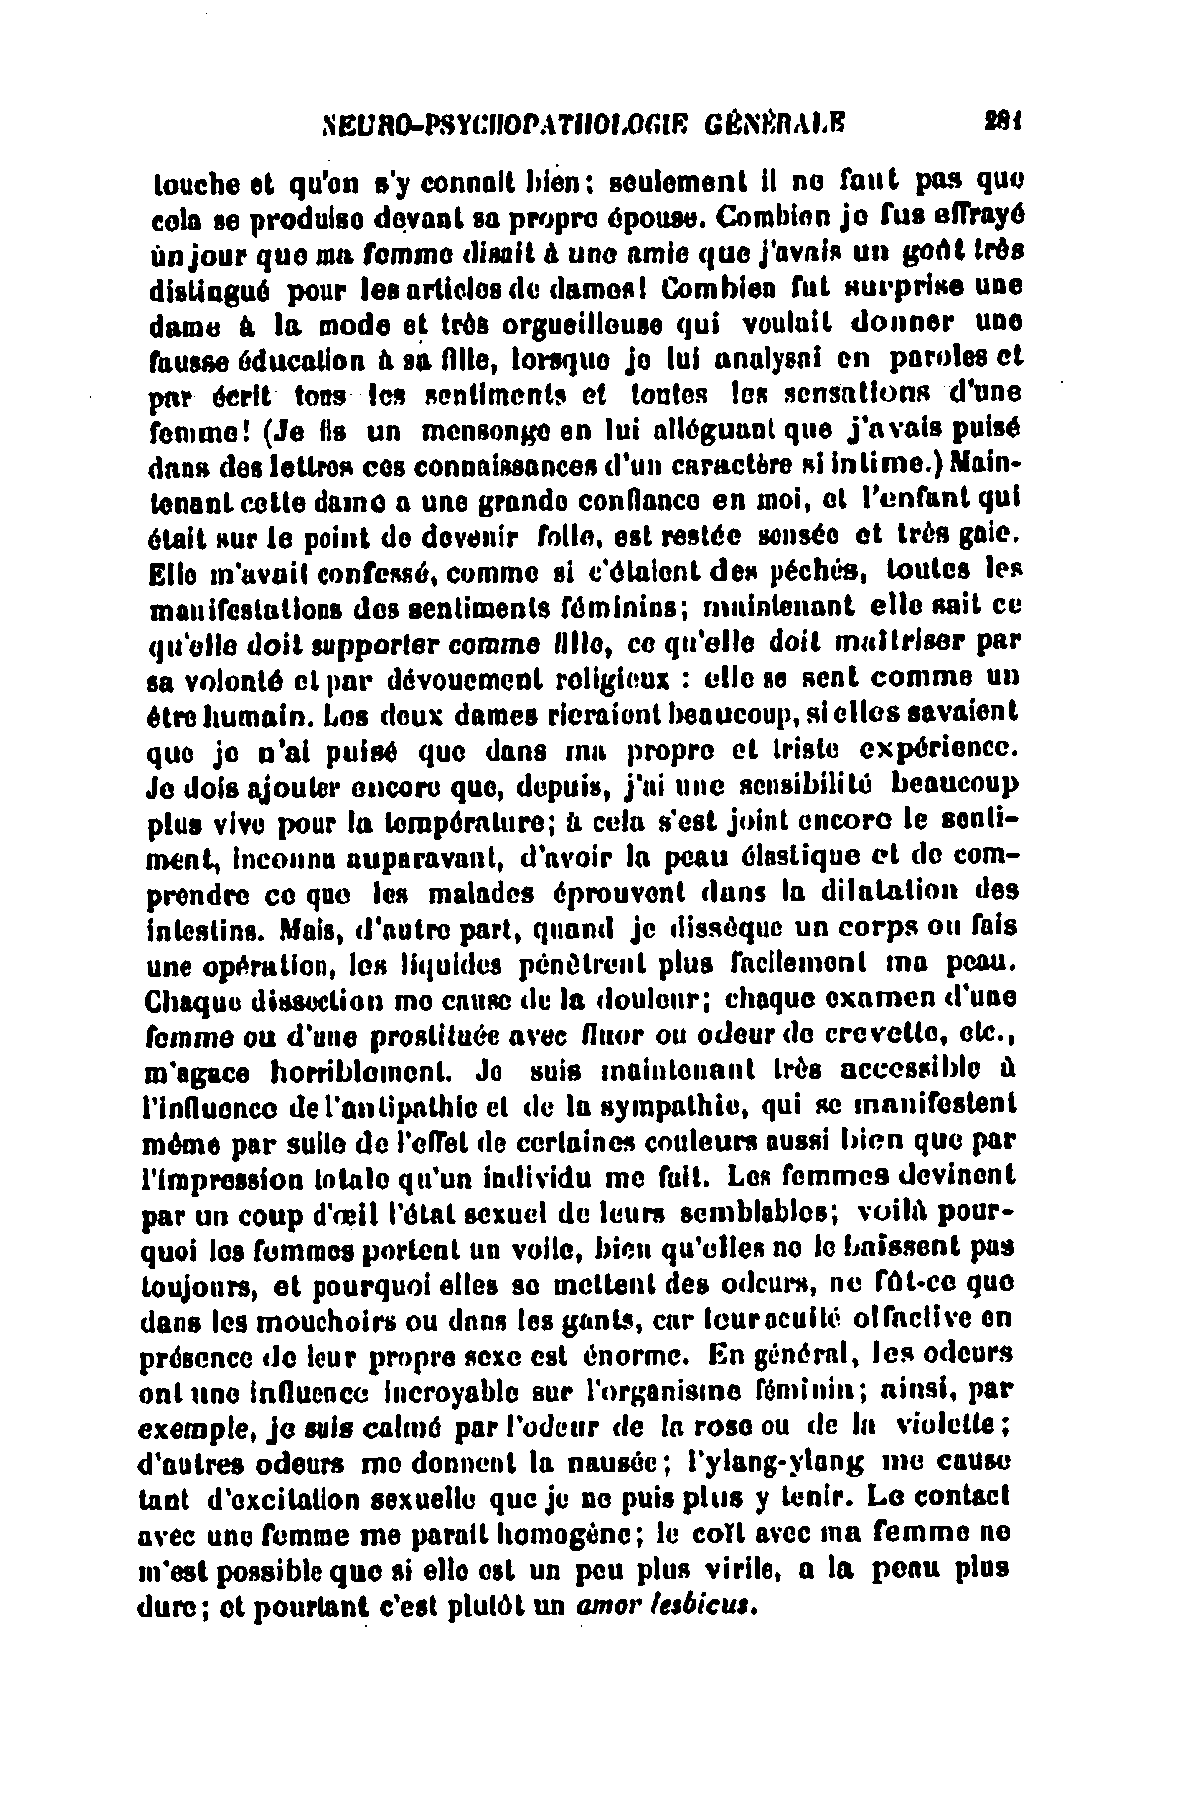 NEURO-PSYCHOPATHOLOGIE GÉNÉRALE 281
touche et qu'on s'y connaît bien; seulement il ne faut pas que
cela se produise devant sa propre épouse. Combien je fus effrayé
un jour que ma femme disait à une amie que j'avais un goût très
distingué pour les articles de dames! Combien fut surprise une
dame à la mode et très orgueilleuse qui voulait donner une
fausse éducation à sa fille, lorsque je lui analysai en paroles et
par écrit tous les sentiments et toutes les sensations d'une
femme! (Je fis un mensonge en lui alléguant que j'avais puisé
dans des lettres ces connaissances d'un caractère si intime.) Main-
tenant cette dame a une grande confiance en moi, et l'enfant qui
était sur le point de devenir folle, est restée sensée et très gaie.
Elle m'avait confessé, comme si c'étaient des péchés, toutes les
manifestations des sentiments féminins; maintenant elle sait ce
qu'elle doit supporter comme fille, ce qu'elle doit maîtriser par
sa volonté et par dévouement religieux : elle se sent comme un
être humain. Les deux dames riraient beaucoup, si elles savaient
que je n'ai puisé que dans ma propre et triste expérience.
Je dois ajouter encore que, depuis, j'ai une sensibilité beaucoup
plus vive pour la température; à cela s'est joint encore le senti-
ment, inconnu auparavant, d'avoir la peau élastique et de com-
prendre ce que les malades éprouvent dans la dilatation des
intestins. Mais, d'autre part, quand je dissèque un corps ou fais
une opération, les liquides pénètrent plus facilement ma peau.
Chaque dissection me cause de la douleur; chaque examen d'une
femme ou d'une prostituée avec fluor ou odeur de crevette, etc.,
m'agace horriblement. Je suis maintenant très accessible à
l'influence de l'antipathie et de la sympathie, qui se manifestent
même par suite de l'effet de certaines couleurs aussi bien que par
l'impression totale qu'un individu me fait. Les femmes devinent
par un coup d'œil l'état sexuel de leurs semblables; voilà pour-
quoi les femmes portent un voile, bien qu'elles ne le baissent pas
toujours, et pourquoi elles se mettent des odeurs, ne fût-ce que
dans les mouchoirs ou dans les gants, car leur acuité olfactive en
présence de leur propre sexe est énorme. En général, les odeurs
ont une influence incroyable sur l'organisme féminin; ainsi, par
exemple, je suis calmé par l'odeur de la rose ou de la violette;
d'autres odeurs me donnent la nausée; l'ylang-ylang me cause
tant d'excitation sexuelle que je ne puis plus y tenir. Le contact
avec une femme me paraît homogène; le coït avec ma femme ne
m'est possible que si elle est un peu plus virile, a la peau plus
dure; et pourtant c'est plutôt un amor lesbicus.